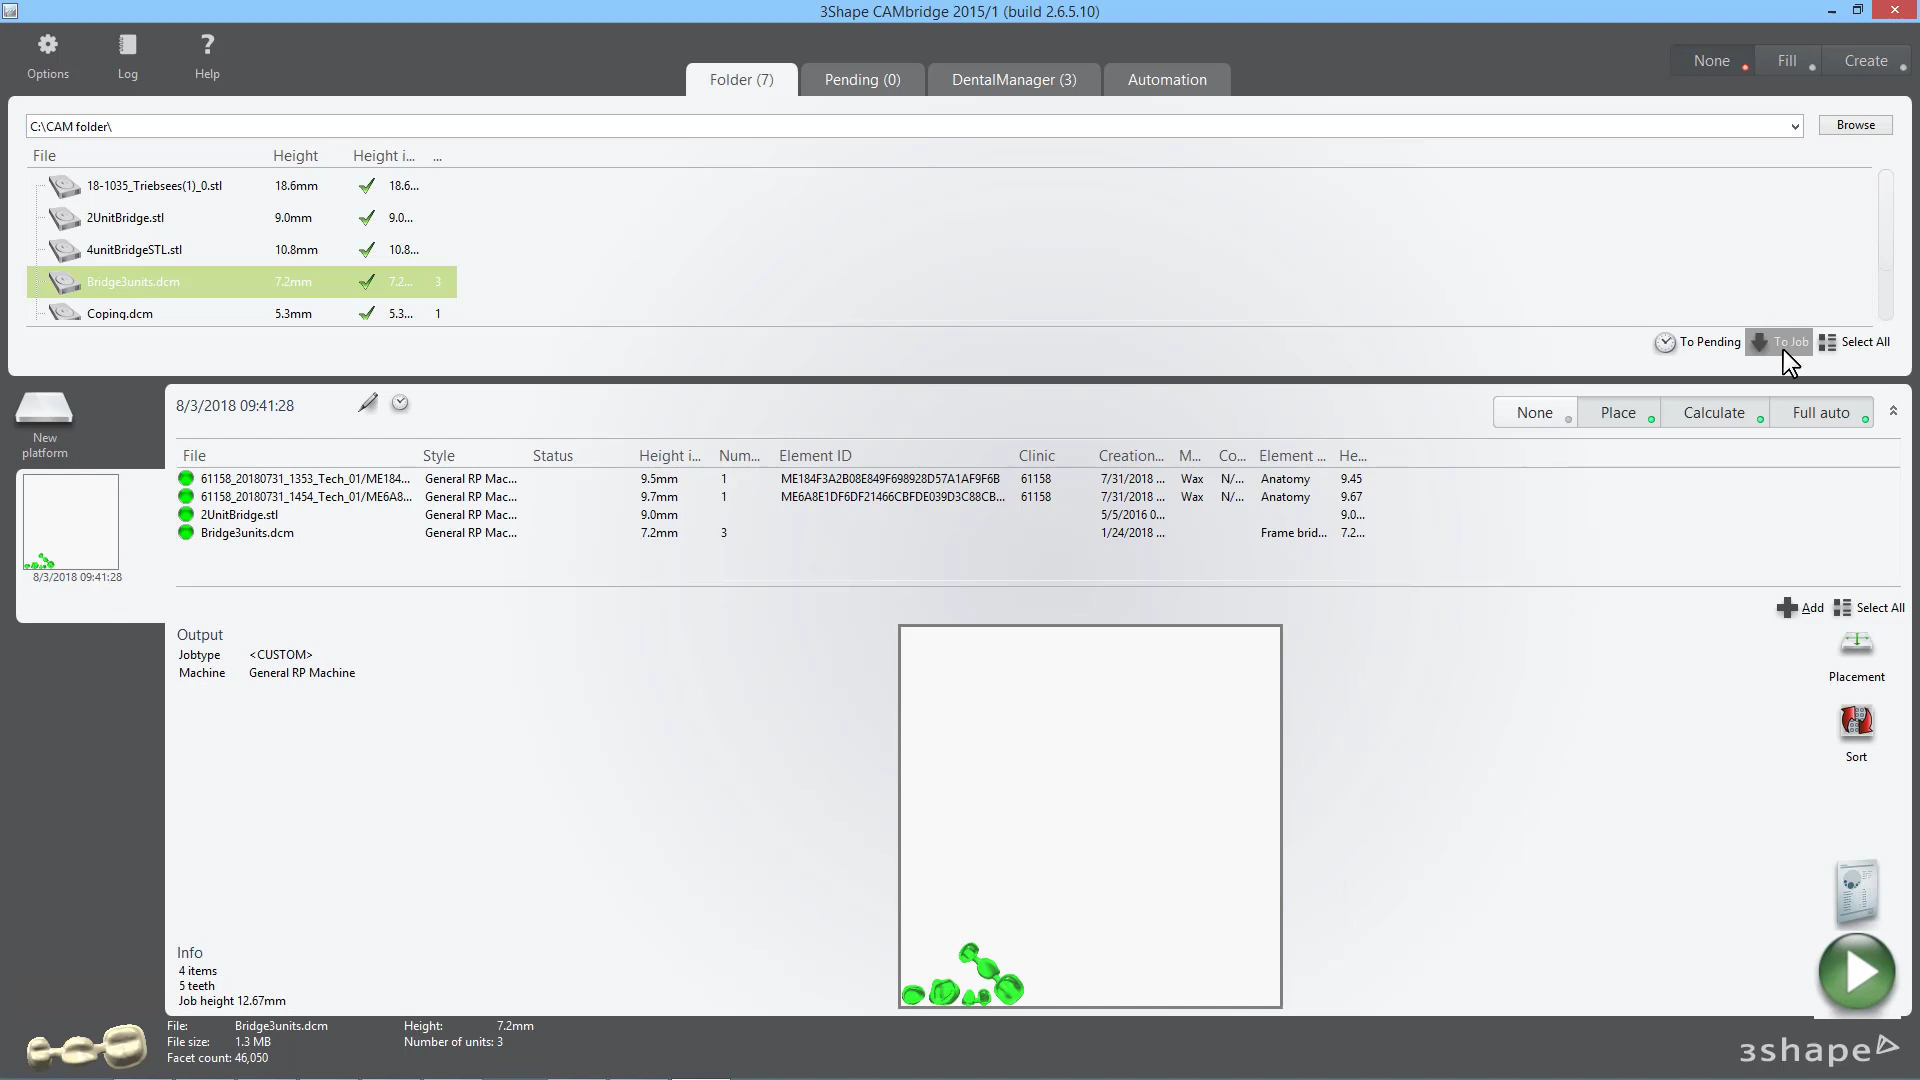 3Shape CAMbridge 2015/1 (build 2.6.5.10)
Options Log Help
None Fill Create
Folder (7) Pending (0) DentalManager (3) Automation
C:\CAM folder\ Browse
File Height Height i... ...
18-1035_Triebsees(1)_0.stl 18.6mm 18.6...
2UnitBridge.stl 9.0mm 9.0...
4unitBridgeSTL.stl 10.8mm 10.8...
Bridge3units.dcm 7.2mm 7.2... 3
Coping.dcm 5.3mm 5.3... 1
To Pending To Job Select All
New
platform
8/3/2018 09:41:28
8/3/2018 09:41:28 None Place Calculate Full auto
File Style Status Height i... Num... Element ID Clinic Creation... M... Co... Element ... He...
61158_20180731_1353_Tech_01/ME184... General RP Mac... 9.5mm 1 ME184F3A2B08E849F698928D57A1AF9F6B 61158 7/31/2018 ... Wax N/... Anatomy 9.45
61158_20180731_1454_Tech_01/ME6A8... General RP Mac... 9.7mm 1 ME6A8E1DF6DF21466CBFDE039D3C88CB... 61158 7/31/2018 ... Wax N/... Anatomy 9.67
2UnitBridge.stl General RP Mac... 9.0mm 5/5/2016 0... 9.0...
Bridge3units.dcm General RP Mac... 7.2mm 3 1/24/2018 ... Frame brid... 7.2...
Add Select All
Output
Jobtype <CUSTOM>
Machine General RP Machine
Placement
Sort
Info
4 items
5 teeth
Job height 12.67mm
File: Bridge3units.dcm Height: 7.2mm
File size: 1.3 MB Number of units: 3
Facet count: 46,050
3shape